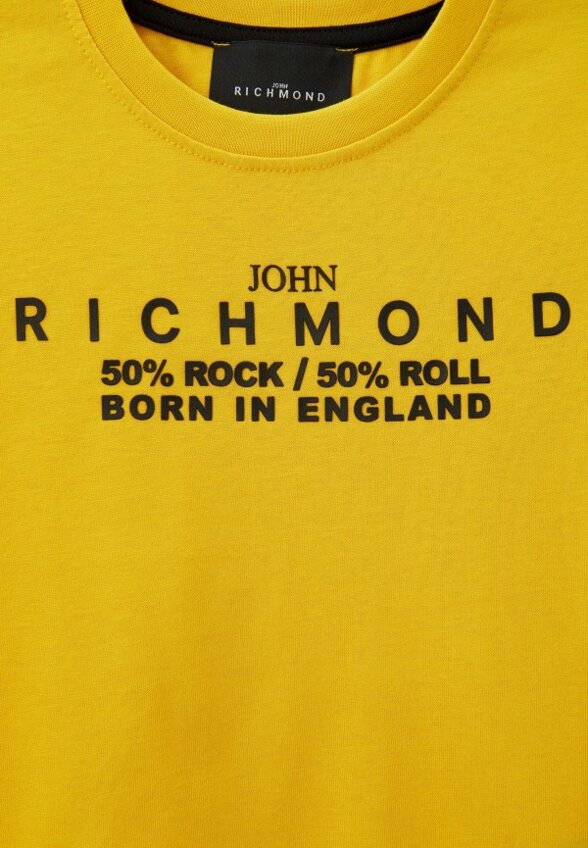 JOHN
RICHMOND
JOHN
RICHMOND
50% ROCK / 50% ROLL
BORN IN ENGLAND